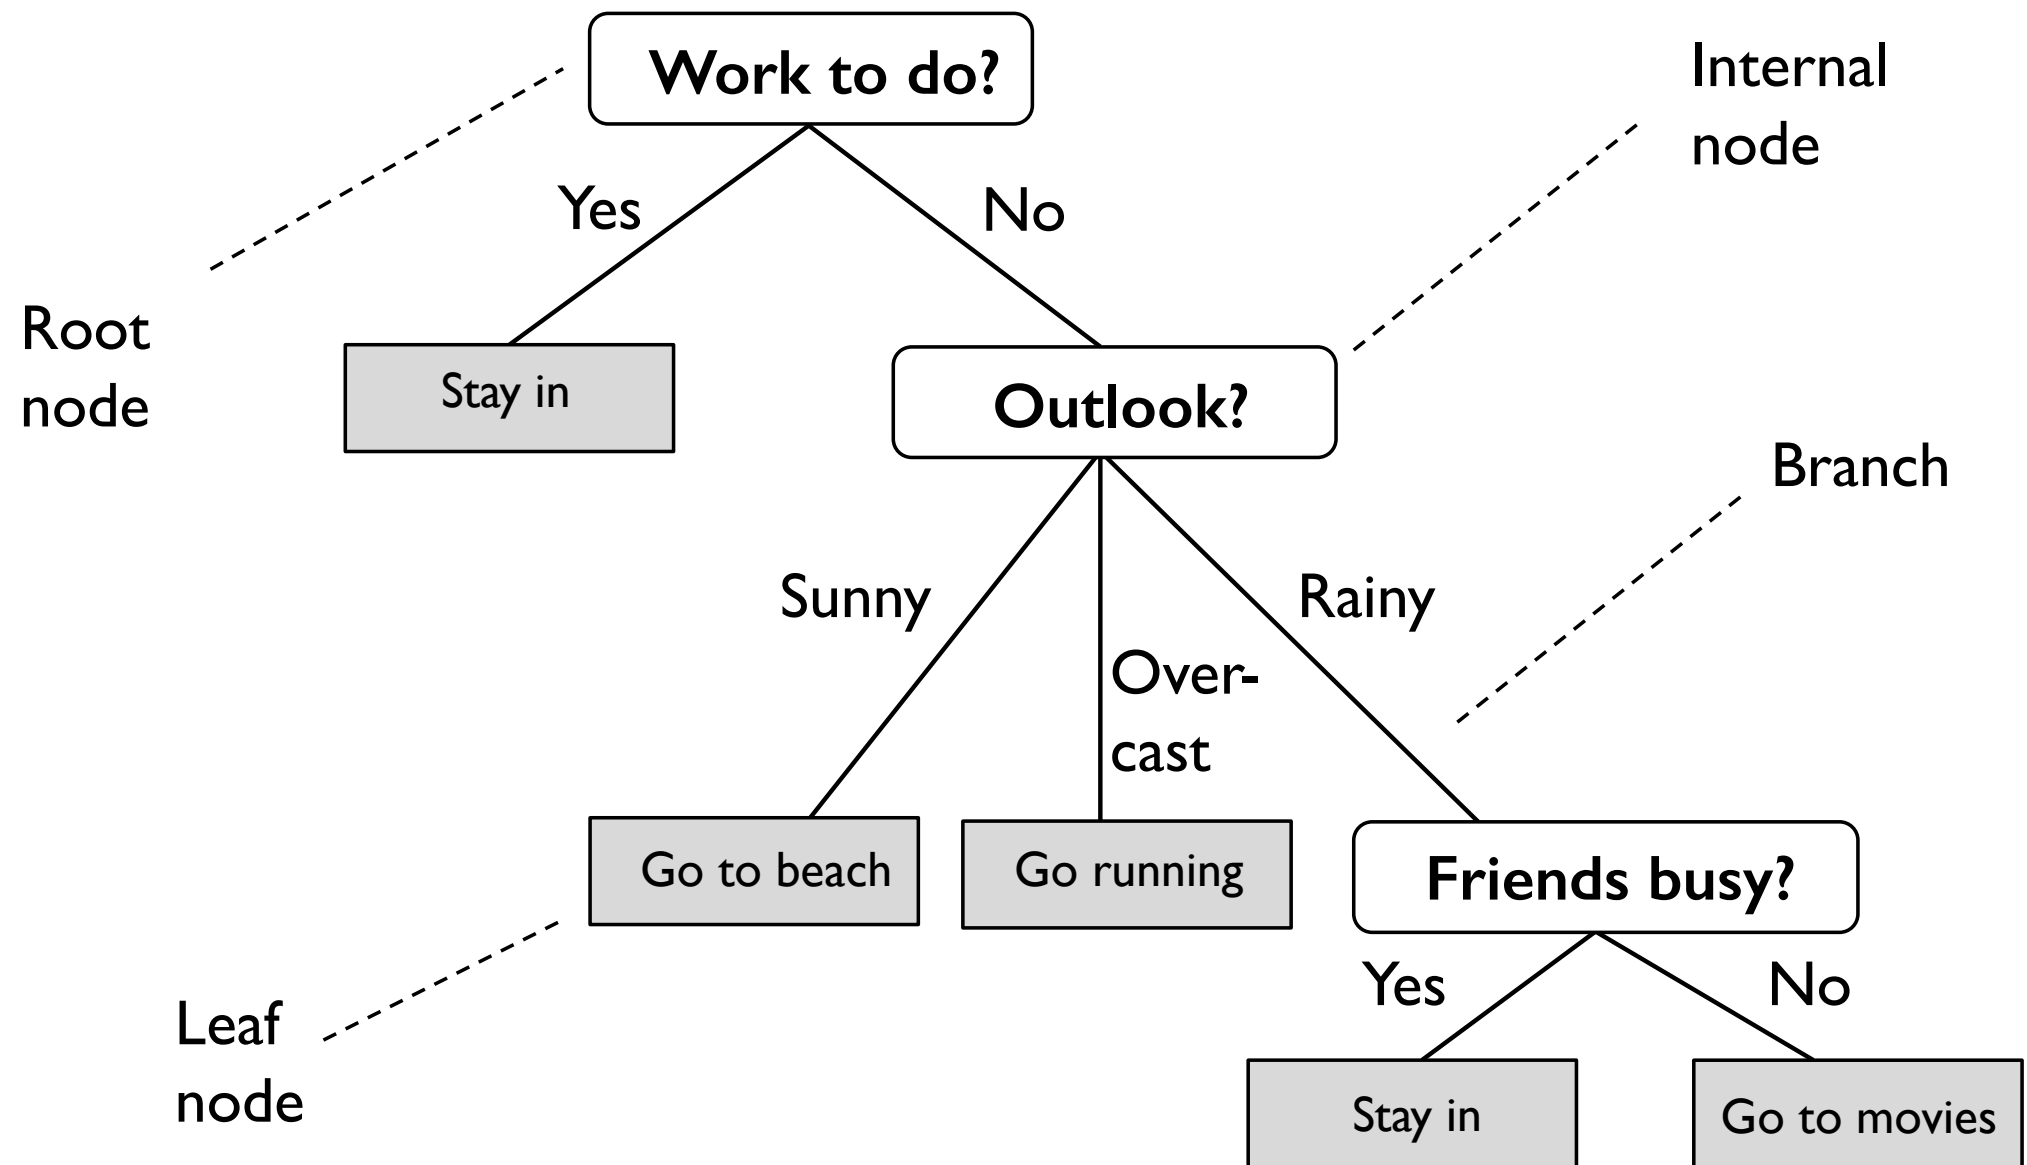 Work to do?
Internal
node
Yes
No
Root
node
Stay in
Outlook?
Branch
Sunny
Rainy
Over-
cast
Go to beach
Go running
Friends busy?
Yes
No
Leaf
node
Stay in
Go to movies